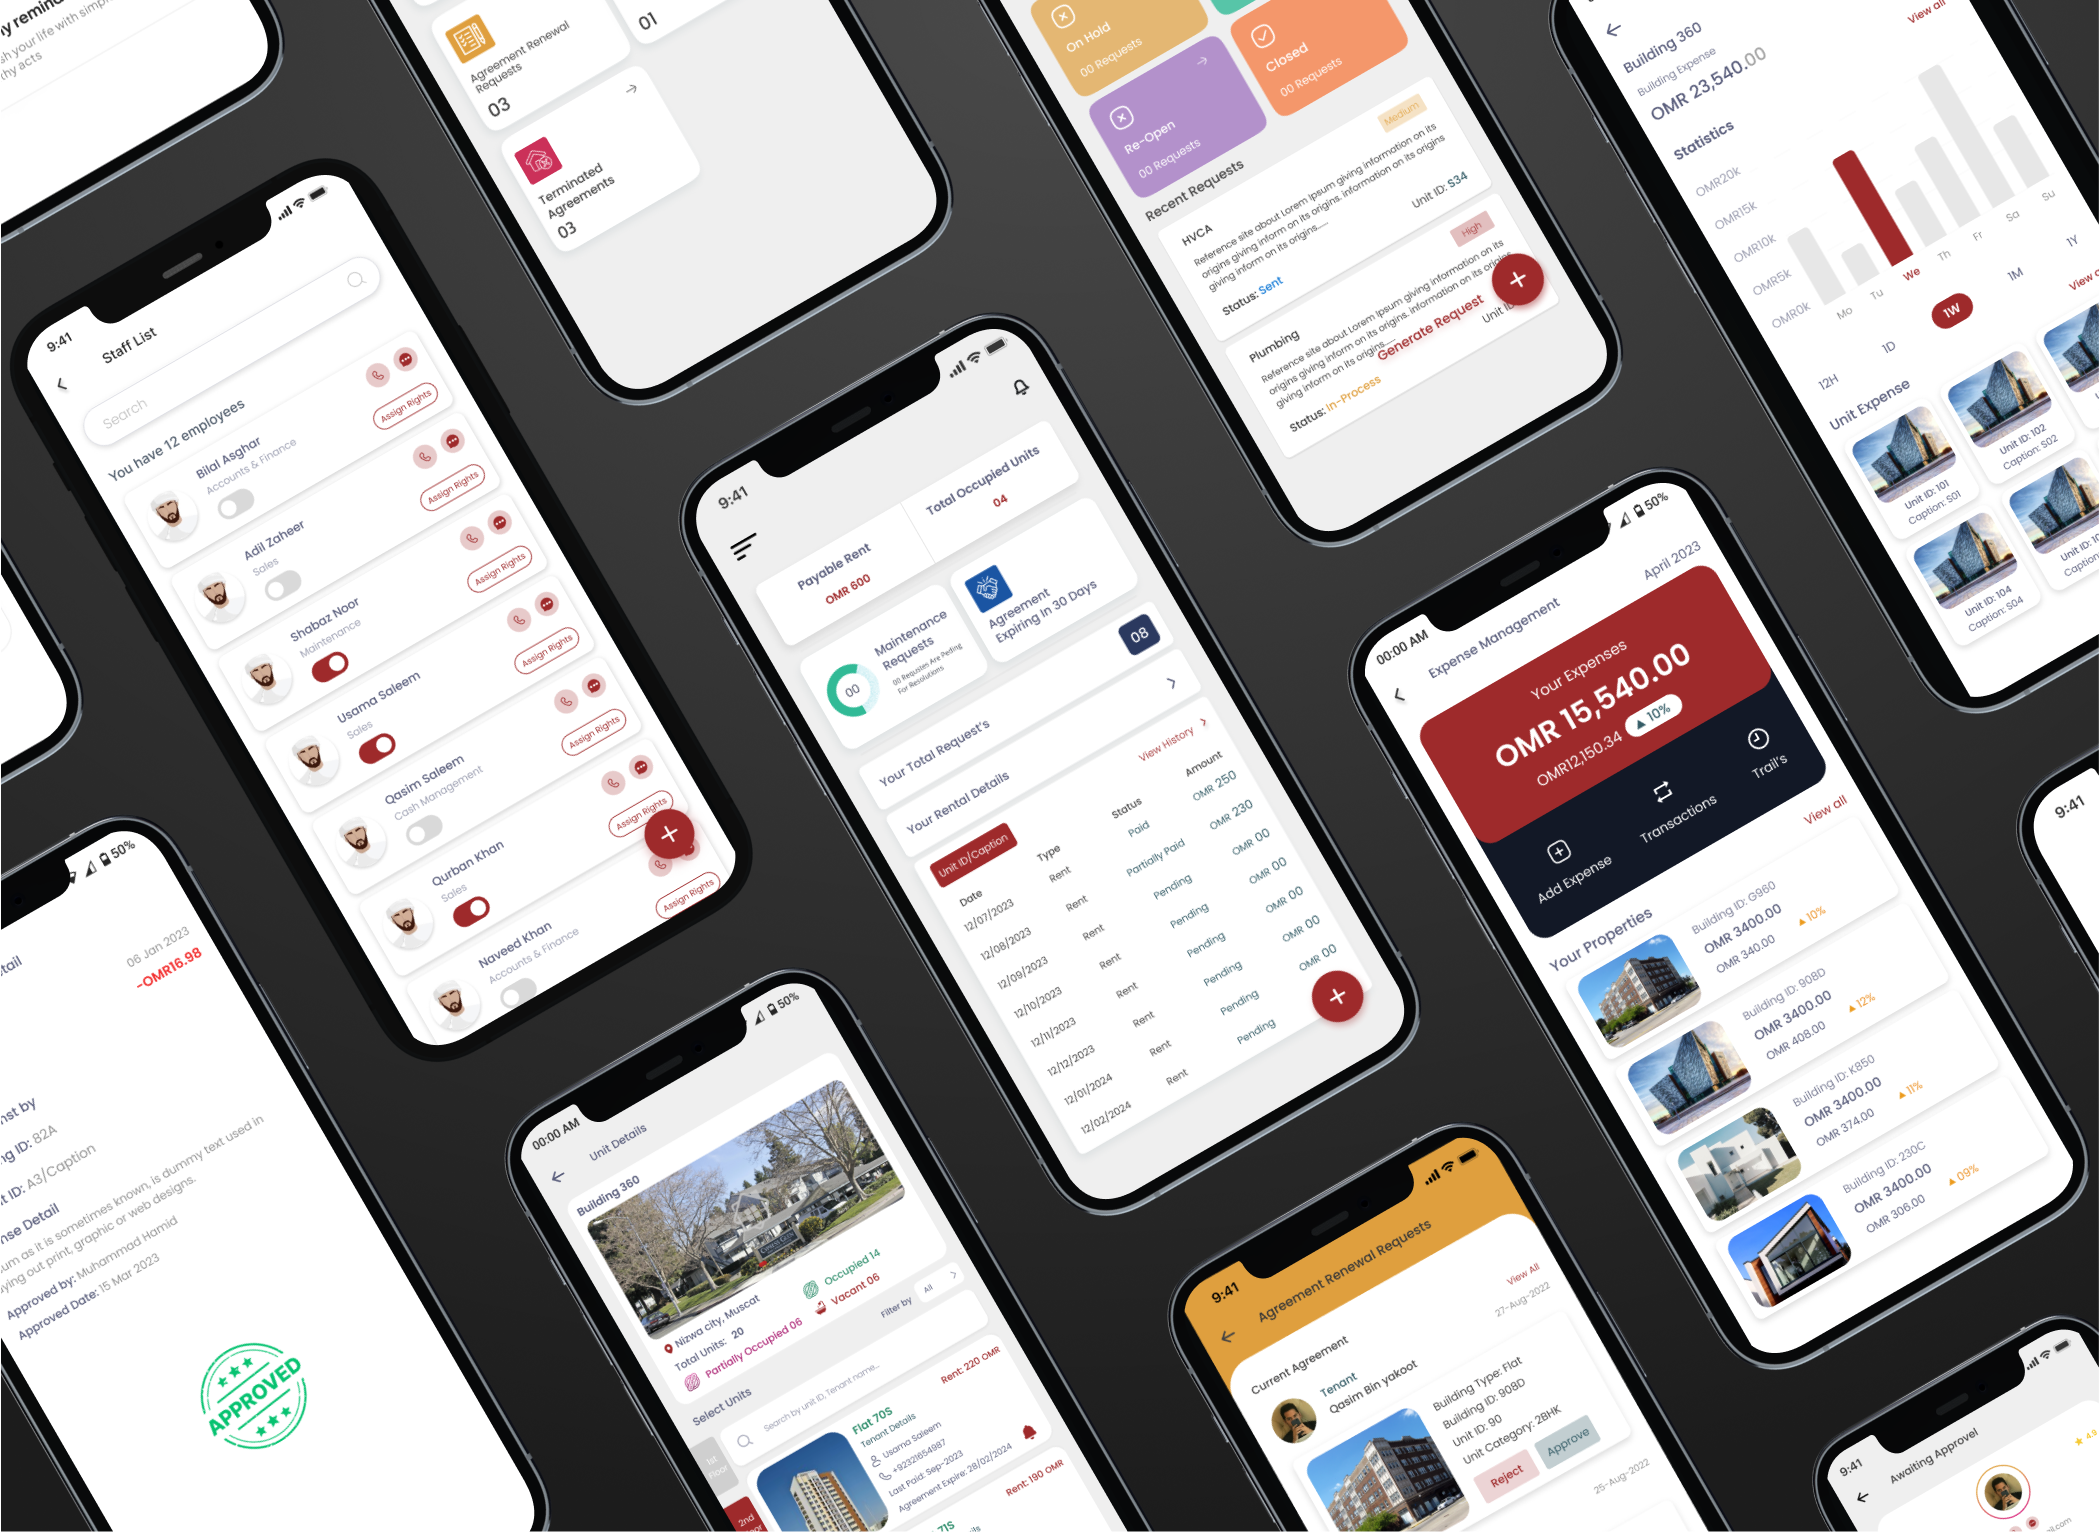 sh your life with simpl
hy acts
Agreement Renewal
Requests
03
01
Terminated
Agreements
03
On Hold
00 Requests
Closed
00 Requests
Re-Open
00 Requests
Recent Requests
Medium
HVCA
Reference site about Lorem Ipsum giving information on its
origins giving inform on its origins. information on its origins
giving inform on its origins.....
Status: Sent
Unit ID: S34
High
Plumbing
Reference site about Lorem Ipsum giving information on its
origins giving inform on its origins. information on its origins
giving inform on its origins.....
Status: In-Process
Unit ID
Generate Request
View all
Building 360
Building Expense
OMR 23,540.00
Statistics
OMR20k
OMR15k
OMR10k
OMR5k
OMR0k
Mo
Tu
We
Th
Fr
Sa
Su
12H
1D
1W
1M
1Y
Unit Expense
Unit ID: 101
Caption: S01
Unit ID: 102
Caption: S02
Unit ID: 104
Caption: S04
9:41
Staff List
Search
You have 12 employees
Bilal Asghar
Accounts & Finance
Assign Rights
Adil Zaheer
Sales
Assign Rights
Shabaz Noor
Maintenance
Assign Rights
Usama Saleem
Sales
Assign Rights
Qasim Saleem
Cash Management
Assign Rights
Qurban Khan
Sales
Assign Rights
Naveed Khan
Accounts & Finance
Assign Rights
9:41
Payable Rent
OMR 600
Total Occupied Units
04
00
Maintenance
Requests
00 Requstes Are Peding
For Resolutions
Agreement
Expiring In 30 Days
08
Your Total Request's
Your Rental Details
View History
Unit ID/Caption
Date
Type
Status
Amount
12/07/2023
Rent
Paid
OMR 250
12/08/2023
Rent
Partially Paid
OMR 230
12/09/2023
Rent
Pending
OMR 00
12/10/2023
Rent
Pending
OMR 00
12/11/2023
Rent
Pending
OMR 00
12/12/2023
Rent
Pending
OMR 00
12/01/2024
Rent
Pending
OMR 00
12/02/2024
Rent
Pending
00:00 AM
50%
Expense Management
April 2023
Your Expenses
OMR 15,540.00
OMR12,150.34
10%
Add Expense
Transactions
Trail's
Your Properties
View all
Building ID: G960
OMR 3400.00
OMR 340.00
10%
Building ID: 908D
OMR 3400.00
OMR 408.00
12%
Building ID: K850
OMR 3400.00
OMR 374.00
11%
Building ID: 230C
OMR 3400.00
OMR 306.00
09%
9:41
50%
06 Jan 2023
-OMR16.98
ID: 82A
ID: A3/Caption
Detail
um as it is sometimes known, is dummy text used in
ying out print, graphic or web designs.
Approved by: Muhammad Hamid
Approved Date: 15 Mar 2023
APPROVED
00:00 AM
50%
Unit Details
Building 360
Nizwa city, Muscat
Total Units: 20
Occupied 14
Partially Occupied 06
Vacant 06
Filter by
All
Select Units
Search by unit ID, Tenant name...
1st
2nd
Flat 70S
Rent: 220 OMR
Tenant Details
Usama Saleem
+92321654987
Last Paid: Sep-2023
Agreement Expire: 28/02/2024
71S
Rent: 190 OMR
9:41
Agreement Renewal Requests
View All
Current Agreement
27-Aug-2022
Tenant
Qasim Bin yakoot
Building Type: Flat
Building ID: 908D
Unit ID: 90
Unit Category: 2BHK
Reject
Approve
25-Aug-2022
9:41
Awaiting Approvel
4.9